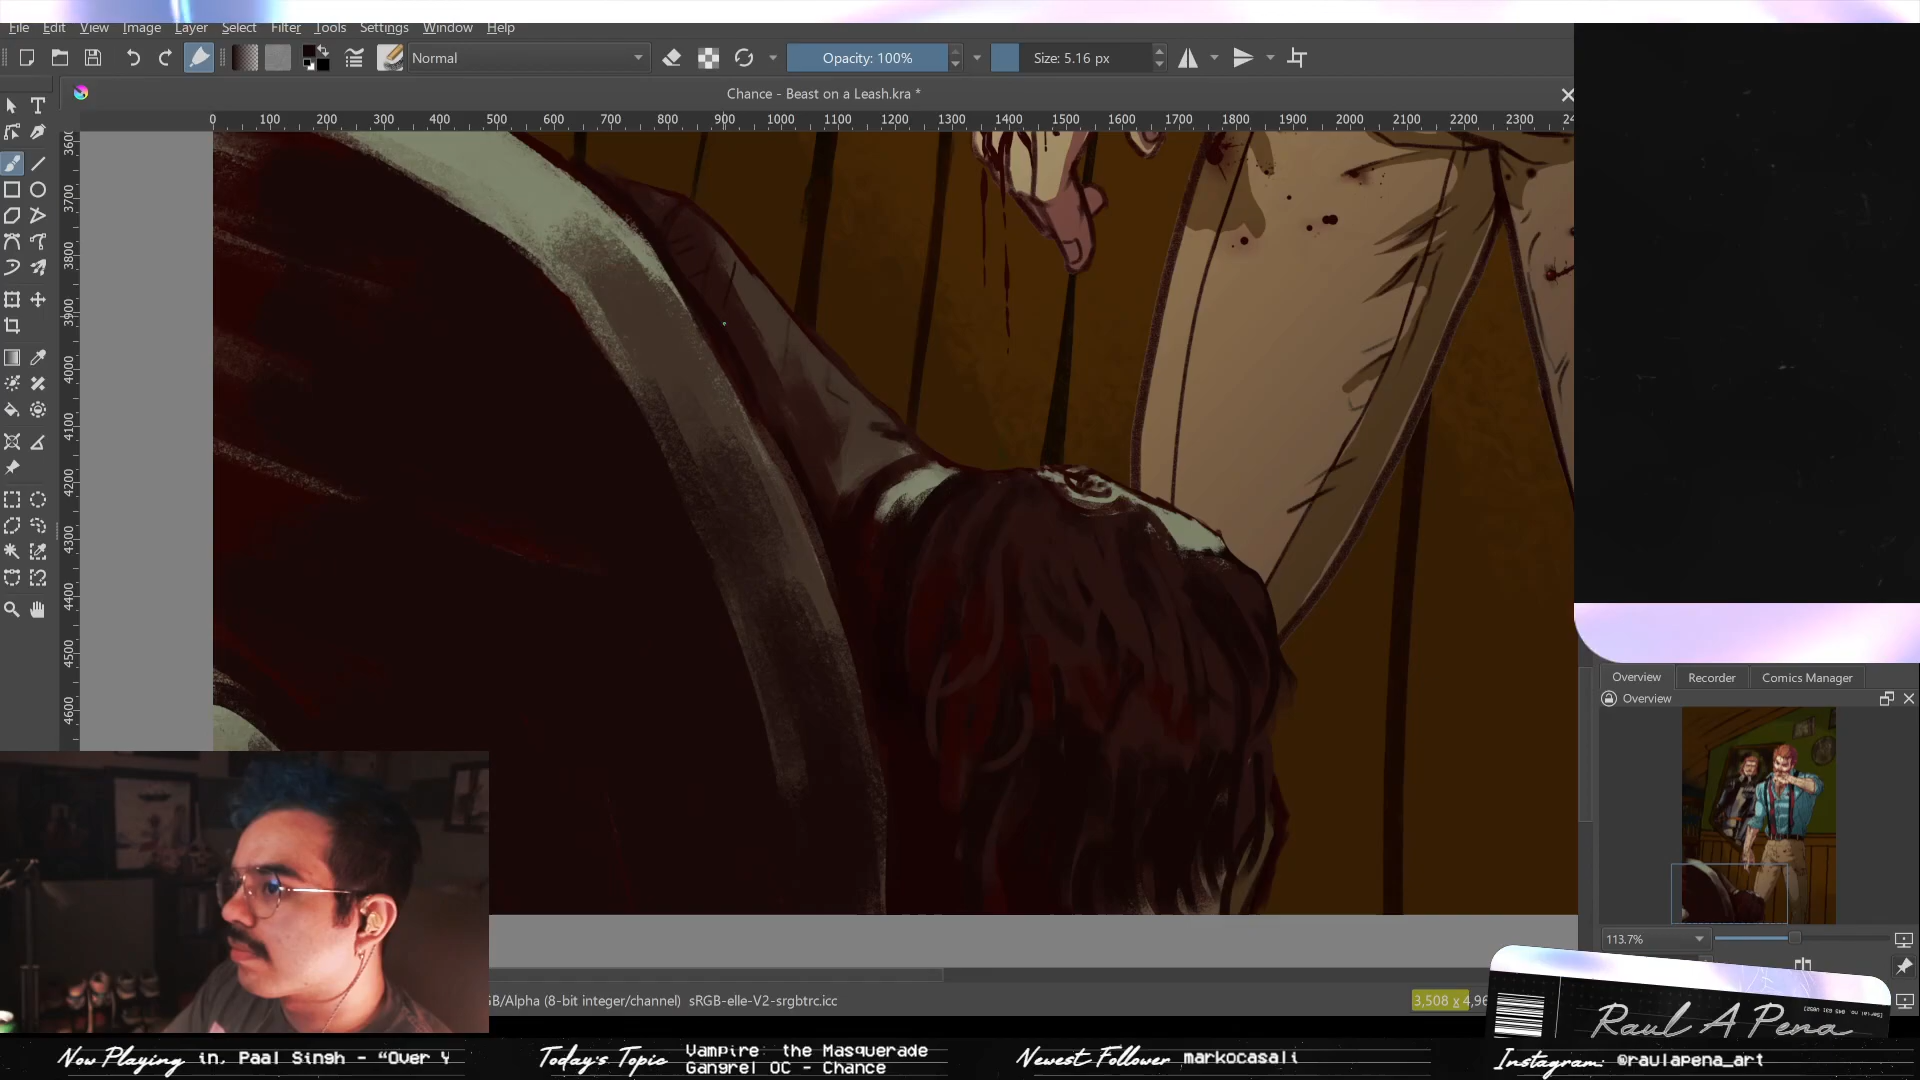 File Edit View Image Layer Select Filter Tools Settings Window Help
Normal
Opacity: 100%
Size: 5.16 px
Chance - Beast on a Leash.kra *
0 100 200 300 400 500 600 700 800 900 1000 1100 1200 1300 1400 1500 1600 1700 1800 1900 2000 2100 2200 2300 24
3600
3700
3800
3900
4000
4100
4200
4300
4400
4500
4600
Overview Recorder Comics Manager
Overview
113.7%
GB/Alpha (8-bit integer/channel) sRGB-elle-V2-srgbtrc.icc
3,508 x 4,96
Raul A Pena
Now Playing in, Paal Singh - "Over Y
Today's Topic Vampire: the Masquerade
Gangrel OC - Chance
Newest Follower markocasali
Instagram: @raulapena_art